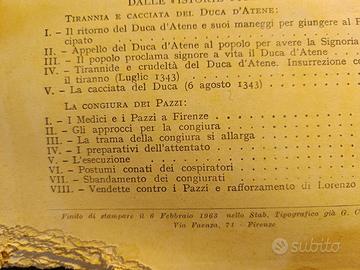 DALLE "ISTORIE
TIRANNIA E CACCIATA DEL DUCA D'ATENE:
I. – Il ritorno del Duca d'Atene e suoi maneggi per giungere al
cipato
II. – Appello del Duca d'Atene al popolo per avere la Signoria
III. – Il popolo proclama signore a vita il Duca d'Atene
IV. – Tirannide e crudeltà del Duca d'Atene. Insurrezione co
il tiranno (Luglio 1343)
V. – La cacciata del Duca (6 agosto 1343)
LA CONGIURA DEI PAZZI:
I. – I Medici e i Pazzi a Firenze
II. – Gli approcci per la congiura
III. – La trama della congiura si allarga
IV. – I preparativi dell'attentato
V. – L'esecuzione
VI. – Postumi conati dei cospiratori
VII. – Sbandamento dei congiurati
VIII. – Vendette contro i Pazzi e rafforzamento di Lorenzo
Finito di stampare il 6 Febbraio 1963 nello Stab. Tipografico già G.
Via Faenza, 71 - Firenze
subito